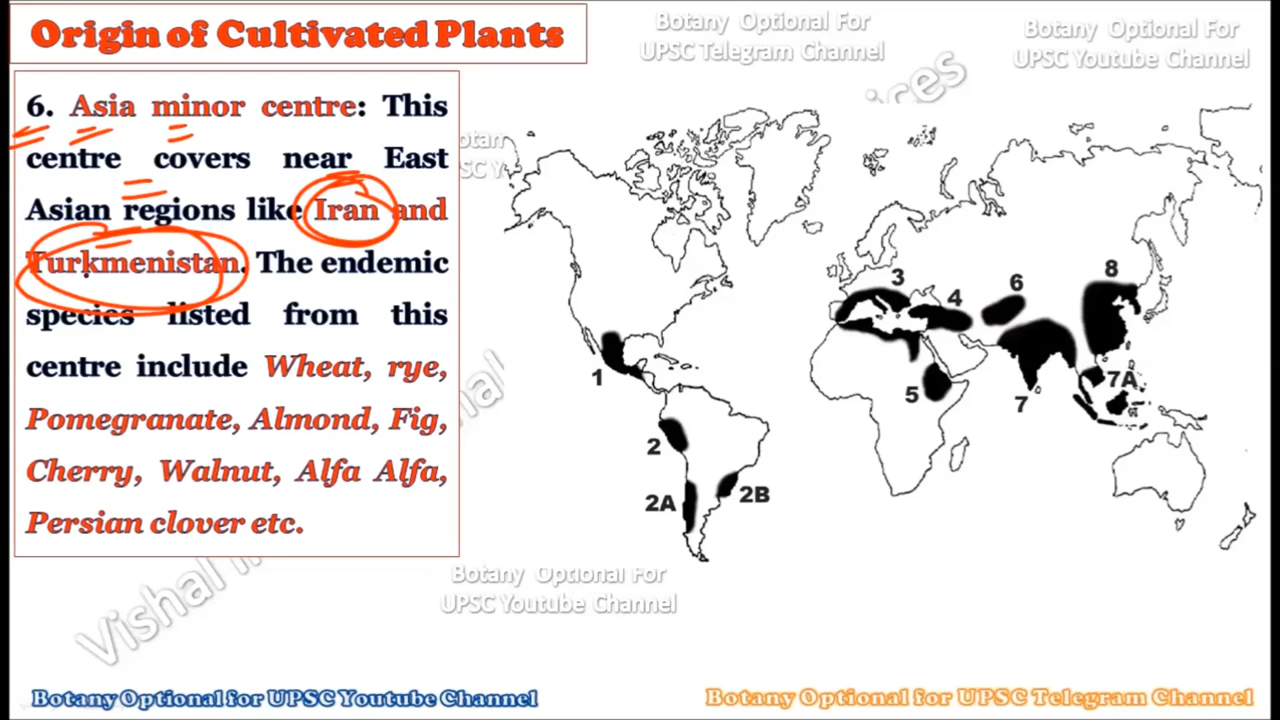 Origin of Cultivated Plants
Botany Optional For
UPSC Telegram Channel
Botany Optional For
UPSC Youtube Channel
6. Asia minor centre: This
centre covers near East
Asian regions like Iran and
Turkmenistan. The endemic
species listed from this
centre include Wheat, rye,
Pomegranate, Almond, Fig,
Cherry, Walnut, Alfa Alfa,
Persian clover etc.
1
2
2A
2B
3
4
5
6
7
7A
8
Botany Optional For
UPSC Youtube Channel
Vishal
Botany Optional for UPSC Youtube Channel
Botany Optional for UPSC Telegram Channel